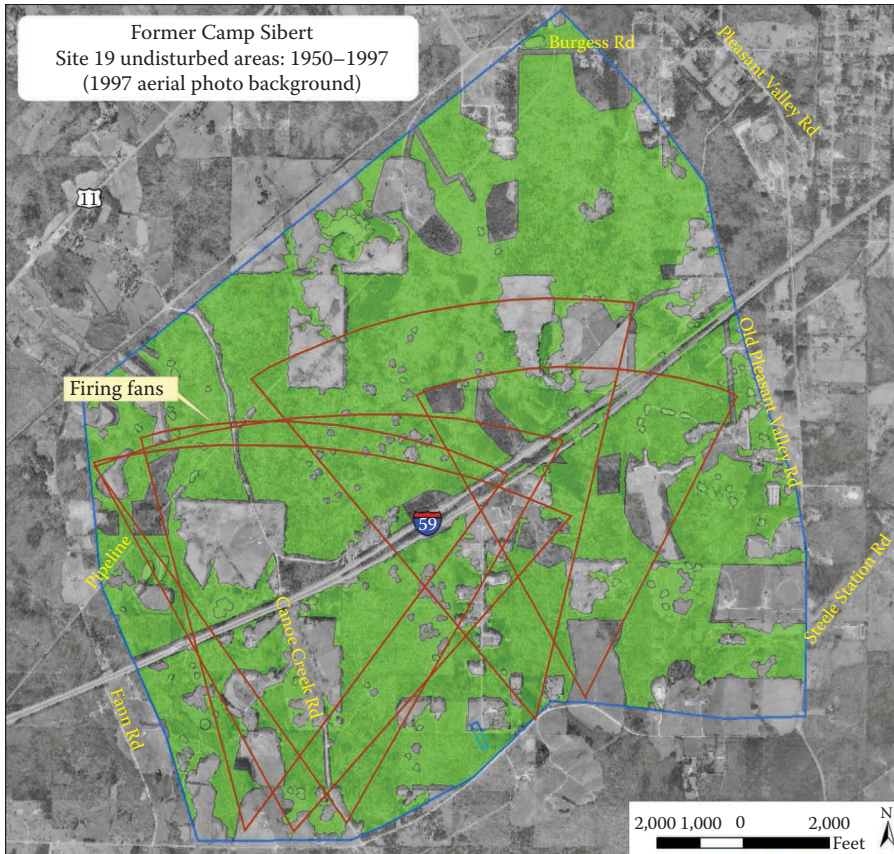 Former Camp Sibert
Site 19 undisturbed areas: 1950–1997
(1997 aerial photo background)
Burgess Rd
Pleasant Valley Rd
11
Firing fans
Old Pleasant Valley Rd
59
Pipeline
Canoe Creek Rd
Steele Station Rd
Fann Rd
N
2,000 1,000 0 2,000
Feet